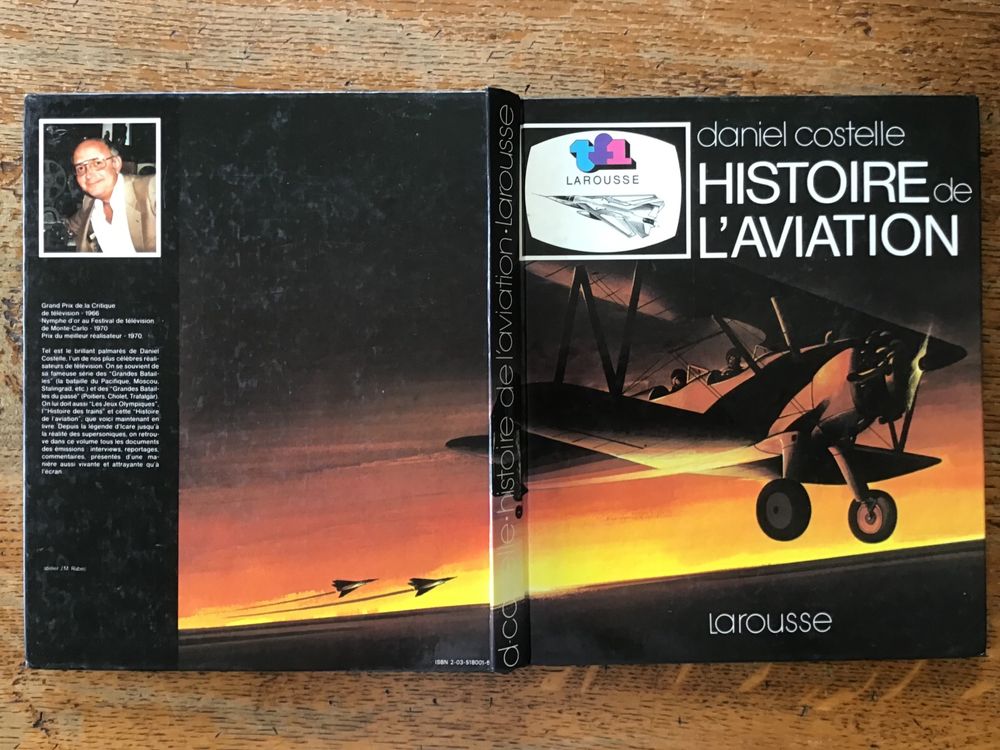 Grand Prix de la Critique
de télévision - 1966
Nymphe d'or au Festival de télévision
de Monte-Carlo - 1970
Prix du meilleur réalisateur - 1970.
Tel est le brillant palmarès de Daniel
Costelle, l'un de nos plus célèbres réali-
sateurs de télévision. On se souvient de
sa fameuse série des "Grandes Batail-
les" (la bataille du Pacifique, Moscou,
Stalingrad, etc.) et des "Grandes Batail-
les du passé" (Poitiers, Cholet, Trafalgar).
On lui doit aussi "Les Jeux Olympiques",
l'"Histoire des trains" et cette "Histoire
de l'aviation", que voici maintenant en
livre. Depuis la légende d'Icare jusqu'à
la réalité des supersoniques, on retrou-
ve dans ce volume tous les documents
des émissions : interviews, reportages,
commentaires, présentés d'une ma-
nière aussi vivante et attrayante qu'à
l'écran.
atelier J.M. Rabec
ISBN 2-03-518001-8
d. costelle · histoire de l'aviation · Larousse
tf1
LAROUSSE
daniel costelle
HISTOIRE de
L'AVIATION
Larousse